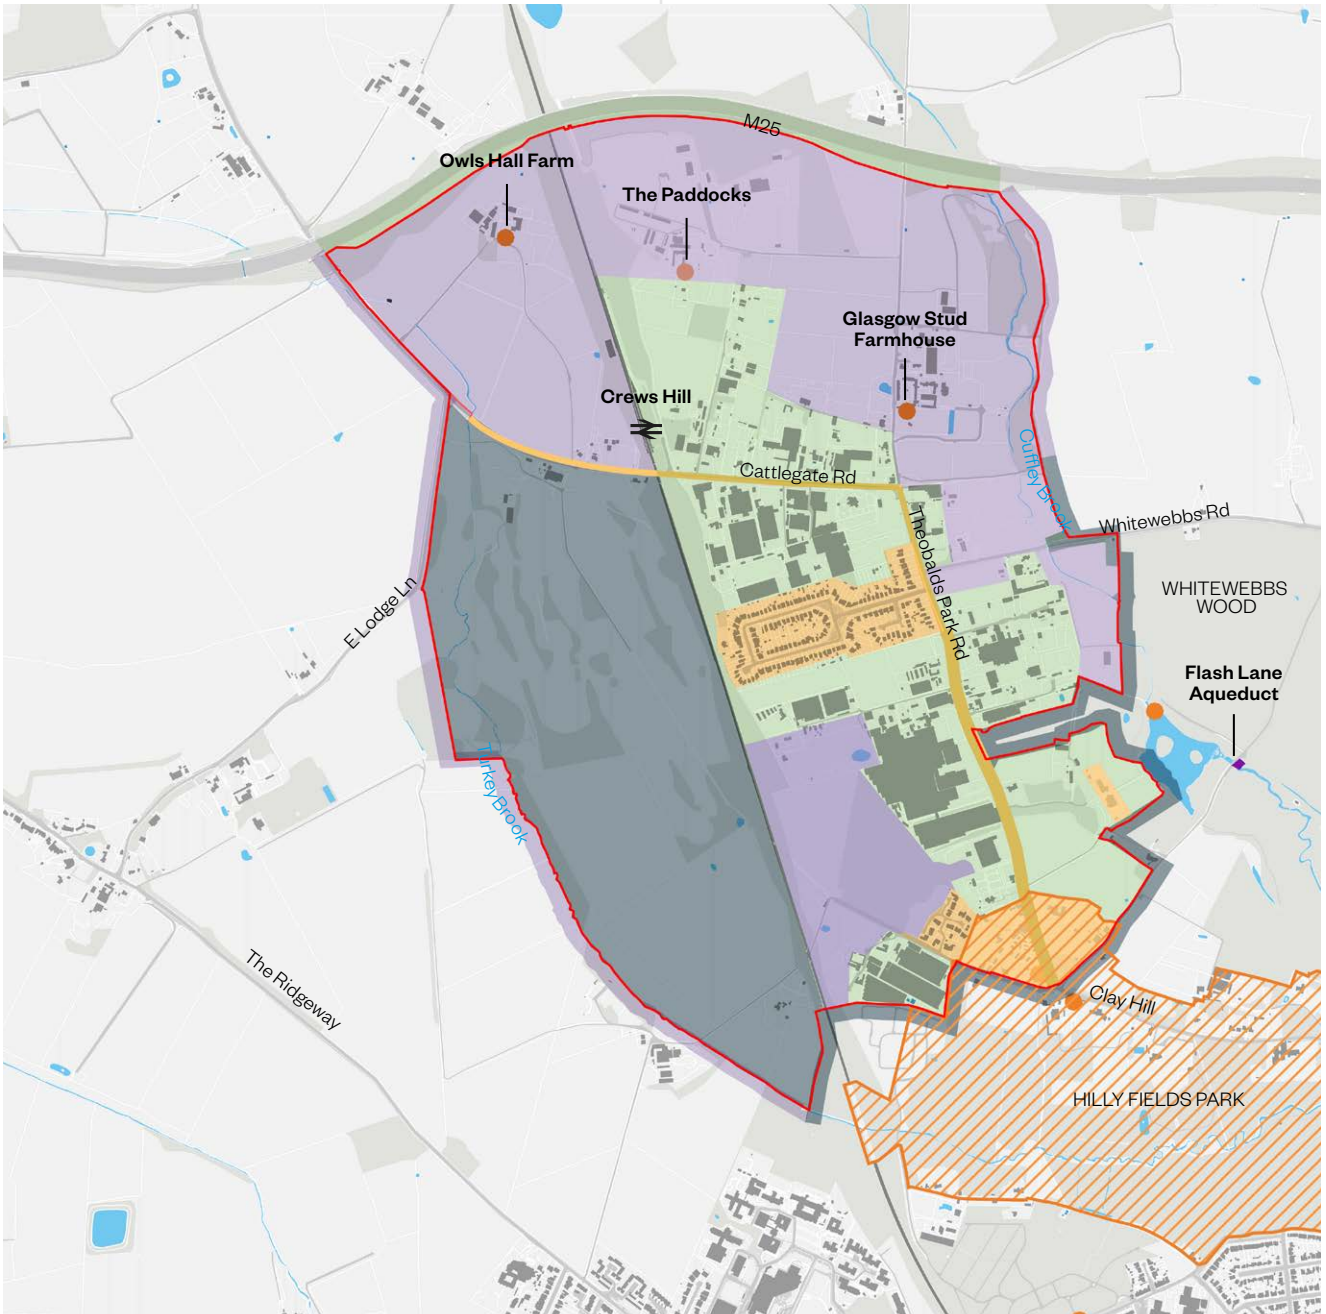 M25
Owls Hall Farm
The Paddocks
Glasgow Stud
Farmhouse
Crews Hill
Cuffley Brook
Cattlegate Rd
Whitewebbs Rd
Theobalds Park Rd
WHITEWEBBS
WOOD
E Lodge Ln
Flash Lane
Aqueduct
Turkey Brook
The Ridgeway
Clay Hill
HILLY FIELDS PARK